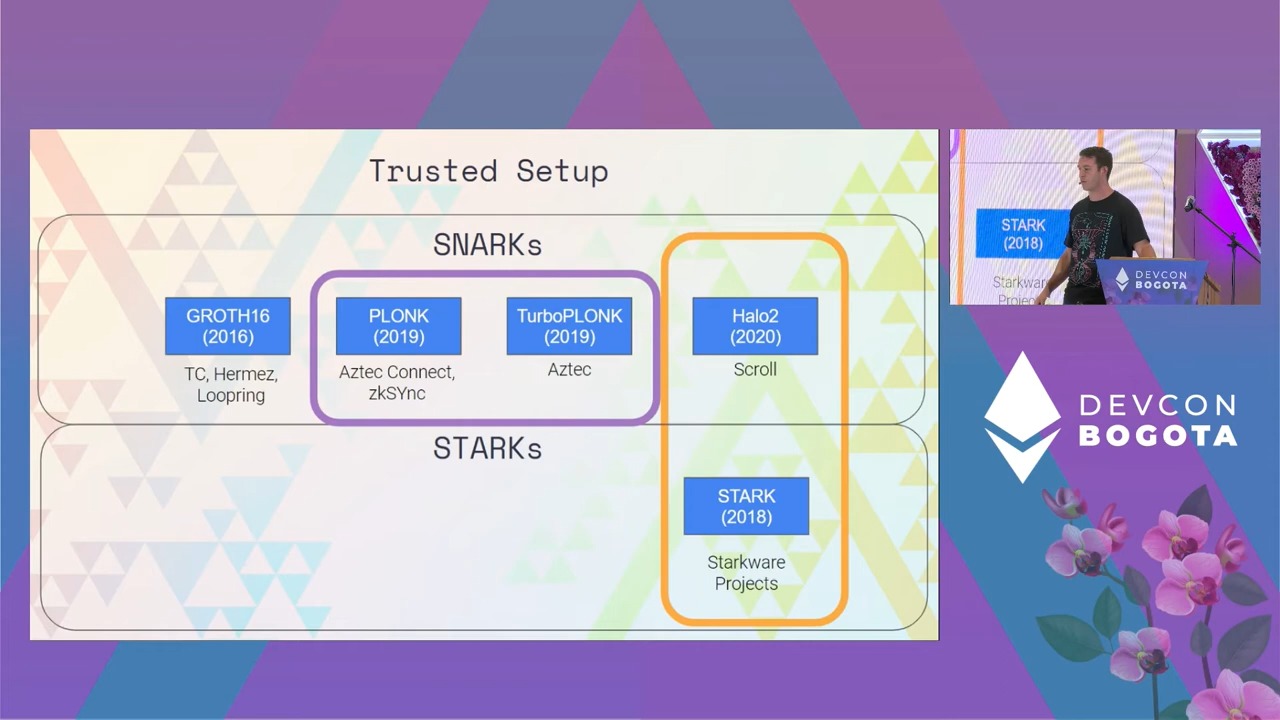 Trusted Setup
SNARKs
GROTH16
(2016)
TC, Hermez,
Loopring
PLONK
(2019)
Aztec Connect,
zkSYnc
TurboPLONK
(2019)
Aztec
Halo2
(2020)
Scroll
STARKs
STARK
(2018)
Starkware
Projects
STARK
(2018)
Starkware
Projec
DEVCON
BOGOTA
DEVCON
BOGOTA